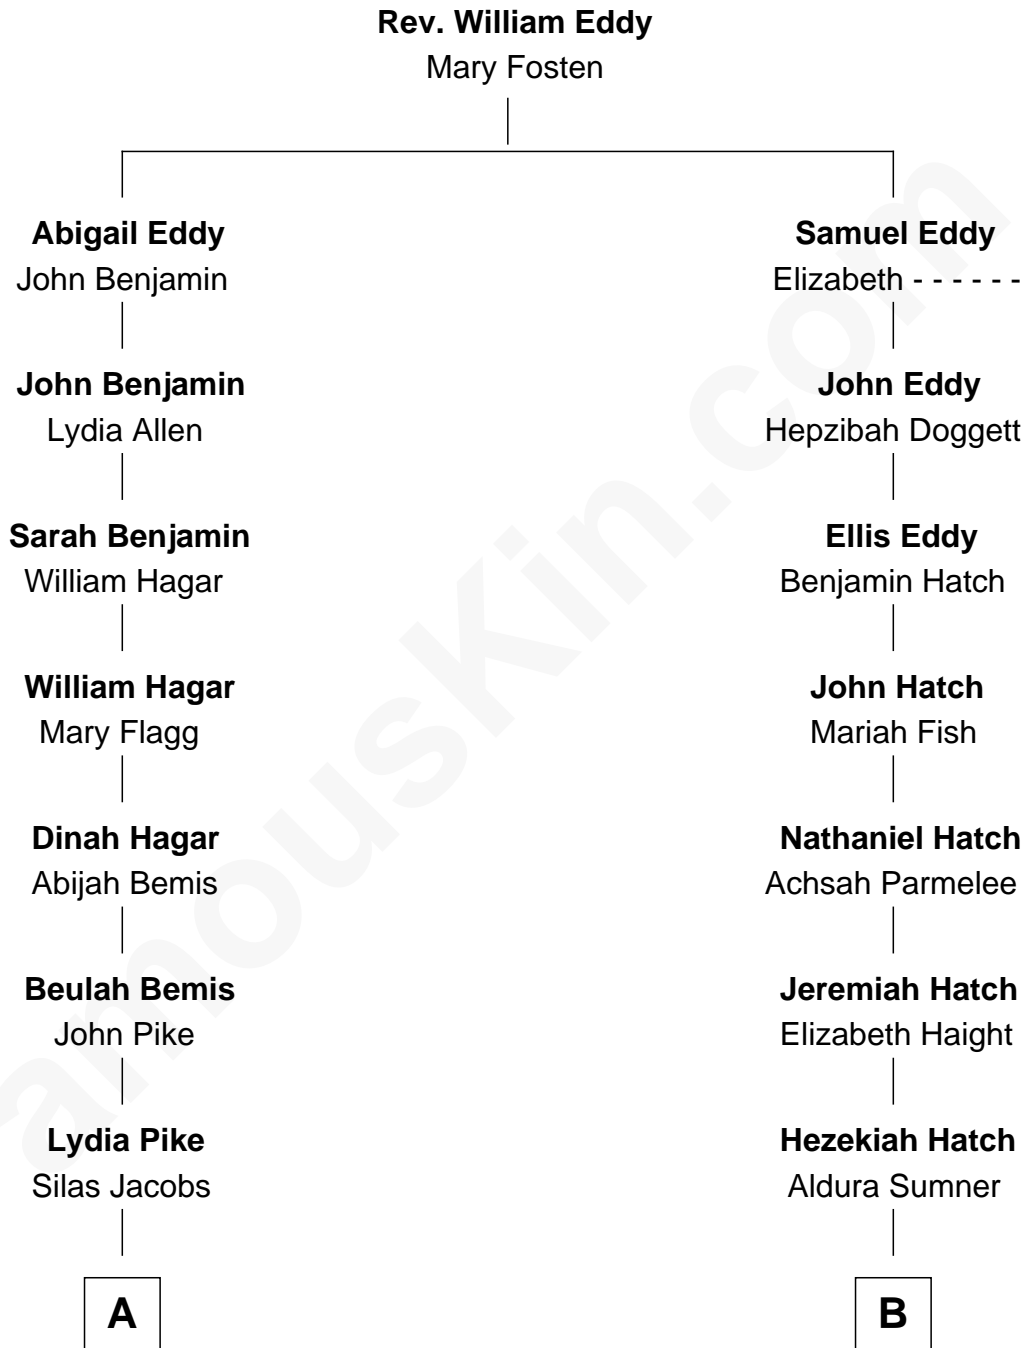 Rev. William Eddy
Mary Fosten
Abigail Eddy
John Benjamin
Samuel Eddy
Elizabeth - - - - - -
John Benjamin
Lydia Allen
John Eddy
Hepzibah Doggett
Sarah Benjamin
William Hagar
Ellis Eddy
Benjamin Hatch
William Hagar
Mary Flagg
John Hatch
Mariah Fish
Dinah Hagar
Abijah Bemis
Nathaniel Hatch
Achsah Parmelee
Beulah Bemis
John Pike
Jeremiah Hatch
Elizabeth Haight
Lydia Pike
Silas Jacobs
Hezekiah Hatch
Aldura Sumner
A
B
amouskin.com